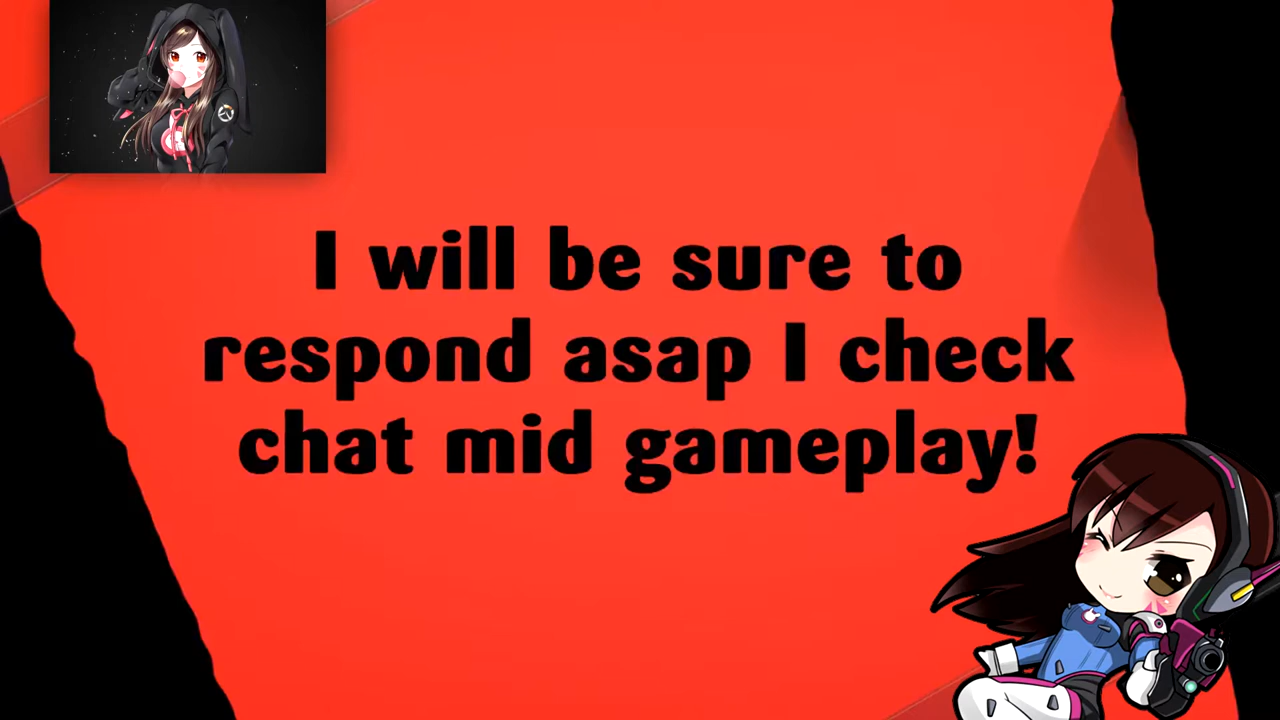 I will be sure to
respond asap I check
chat mid gameplay!